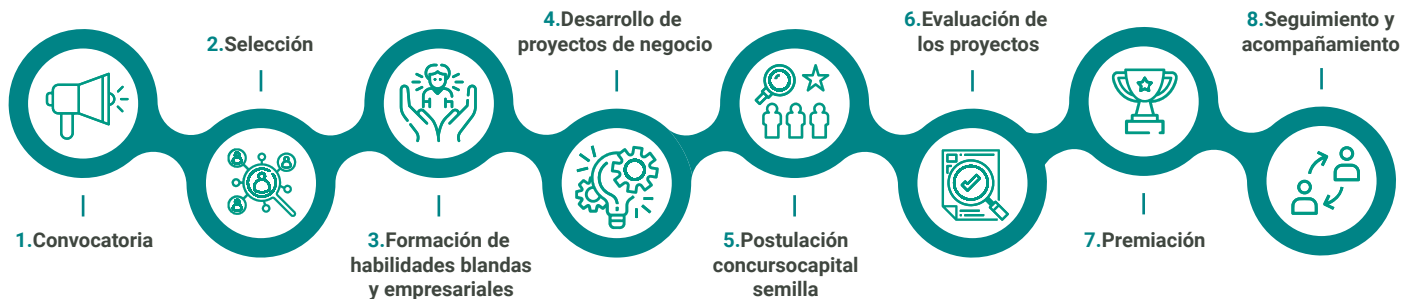 1.Convocatoria
2.Selección
3.Formación de
habilidades blandas
y empresariales
4.Desarrollo de
proyectos de negocio
5.Postulación
concursocapital
semilla
6.Evaluación de
los proyectos
7.Premiación
8.Seguimiento y
acompañamiento